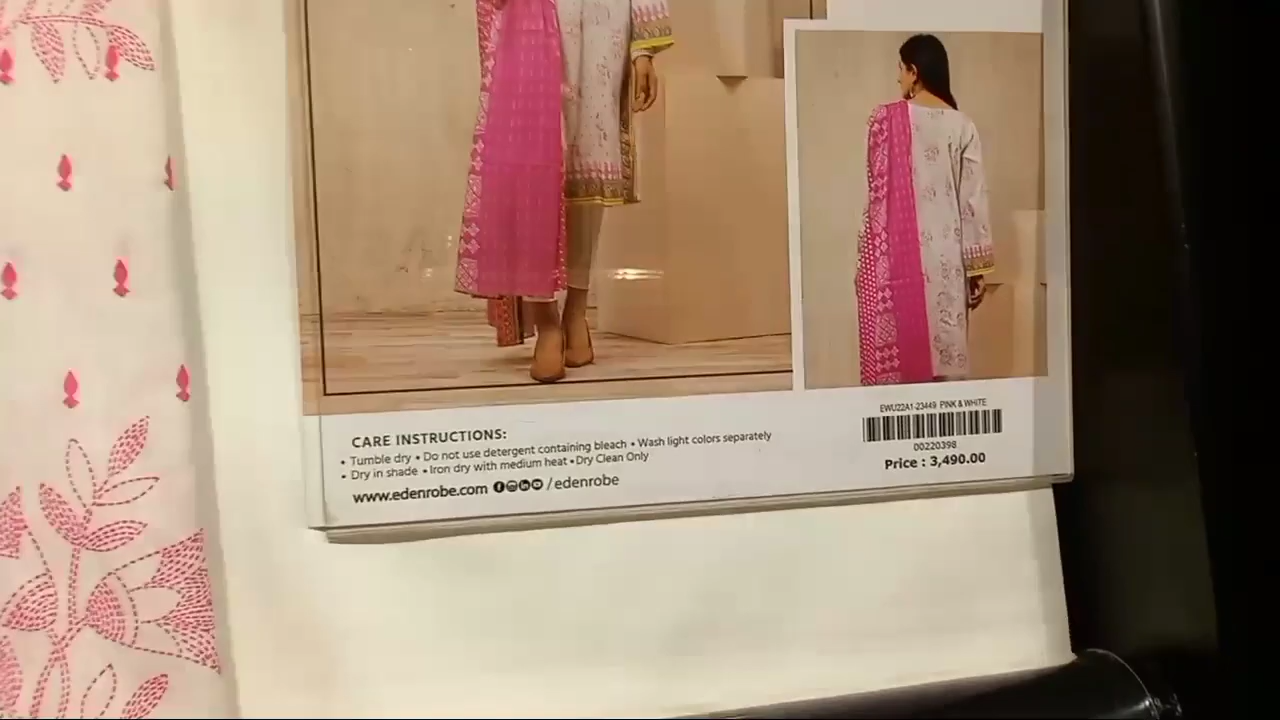 CARE INSTRUCTIONS:
• Tumble dry • Do not use detergent containing bleach • Wash light colors separately
• Dry in shade • Iron dry with medium heat • Dry Clean Only
www.edenrobe.com /edenrobe
EWU22A1-23449 PINK & WHITE
00220398
Price : 3,490.00